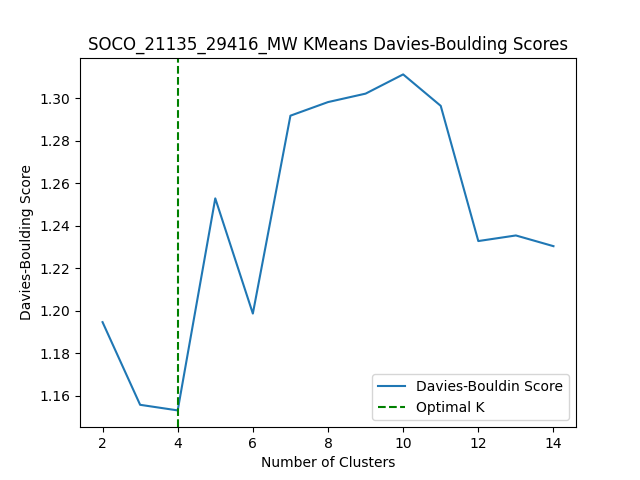 SOCO_21135_29416_MW KMeans Davies-Boulding Scores
Davies-Boulding Score
1.30
1.28
1.26
1.24
1.22
1.20
1.18
1.16
2 4 6 8 10 12 14
Number of Clusters
Davies-Bouldin Score
Optimal K